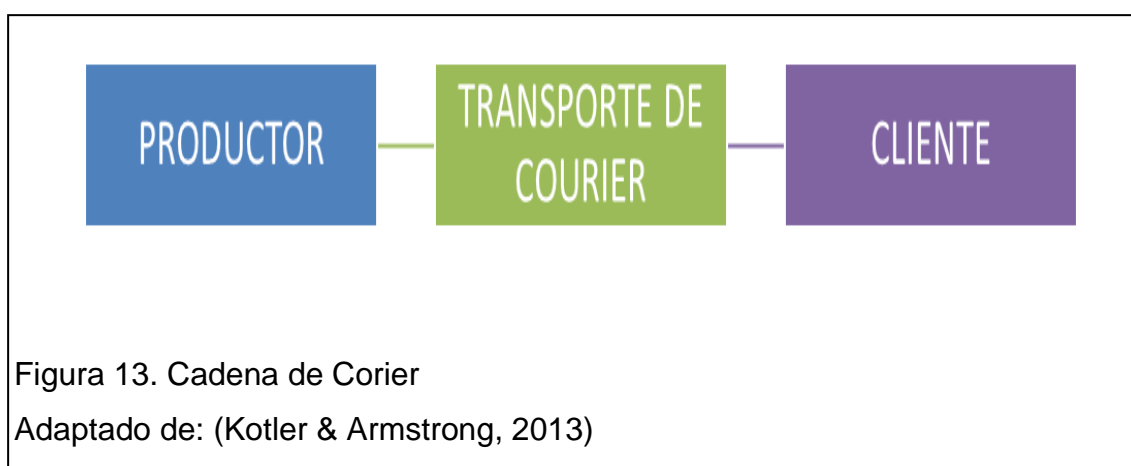 PRODUCTOR
TRANSPORTE DE
COURIER
CLIENTE
Figura 13. Cadena de Corier
Adaptado de: (Kotler & Armstrong, 2013)